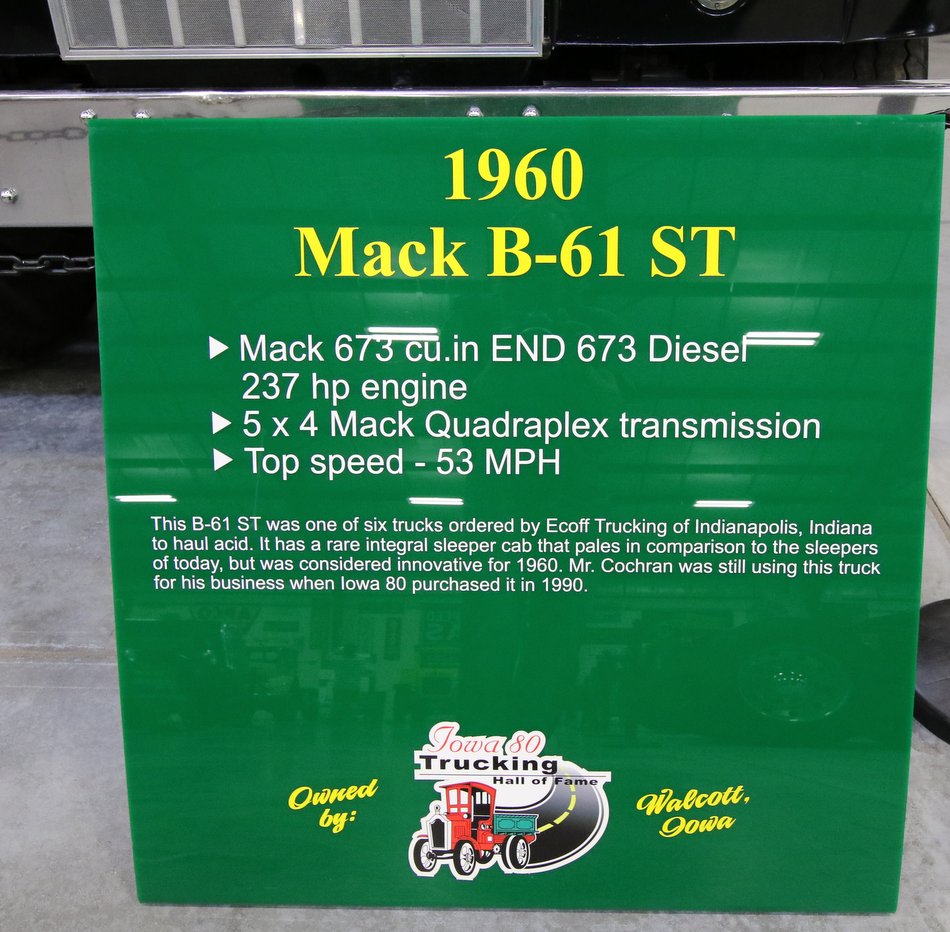 1960
Mack B-61 ST
▶ Mack 673 cu.in END 673 Diesel
237 hp engine
▶ 5 x 4 Mack Quadraplex transmission
▶ Top speed - 53 MPH
This B-61 ST was one of six trucks ordered by Ecoff Trucking of Indianapolis, Indiana
to haul acid. It has a rare integral sleeper cab that pales in comparison to the sleepers
of today, but was considered innovative for 1960. Mr. Cochran was still using this truck
for his business when Iowa 80 purchased it in 1990.
Owned
by:
Iowa 80
Trucking
Hall of Fame
Walcott,
Iowa